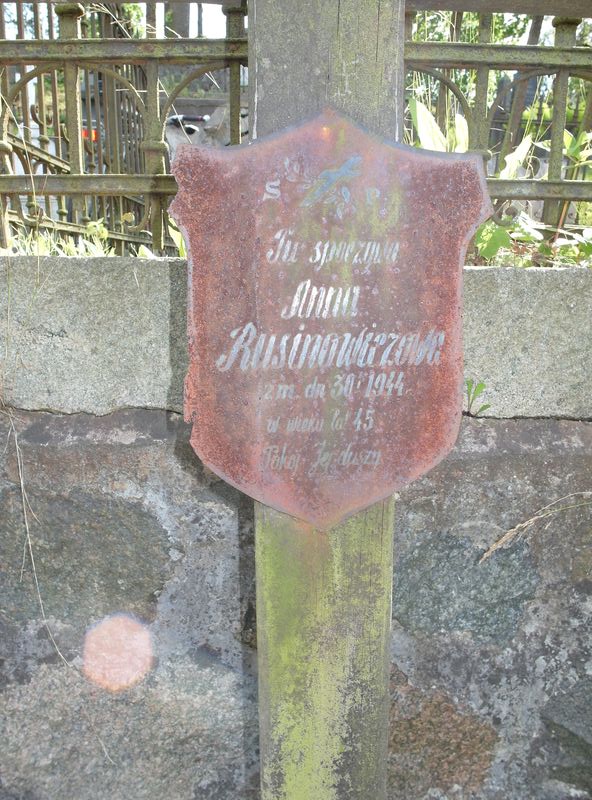 S P
Tu spoczywa
Anna
Rusinowiczowa
zm. dn 30 I 1944
w wieku lat 45
Pokój Jej duszy